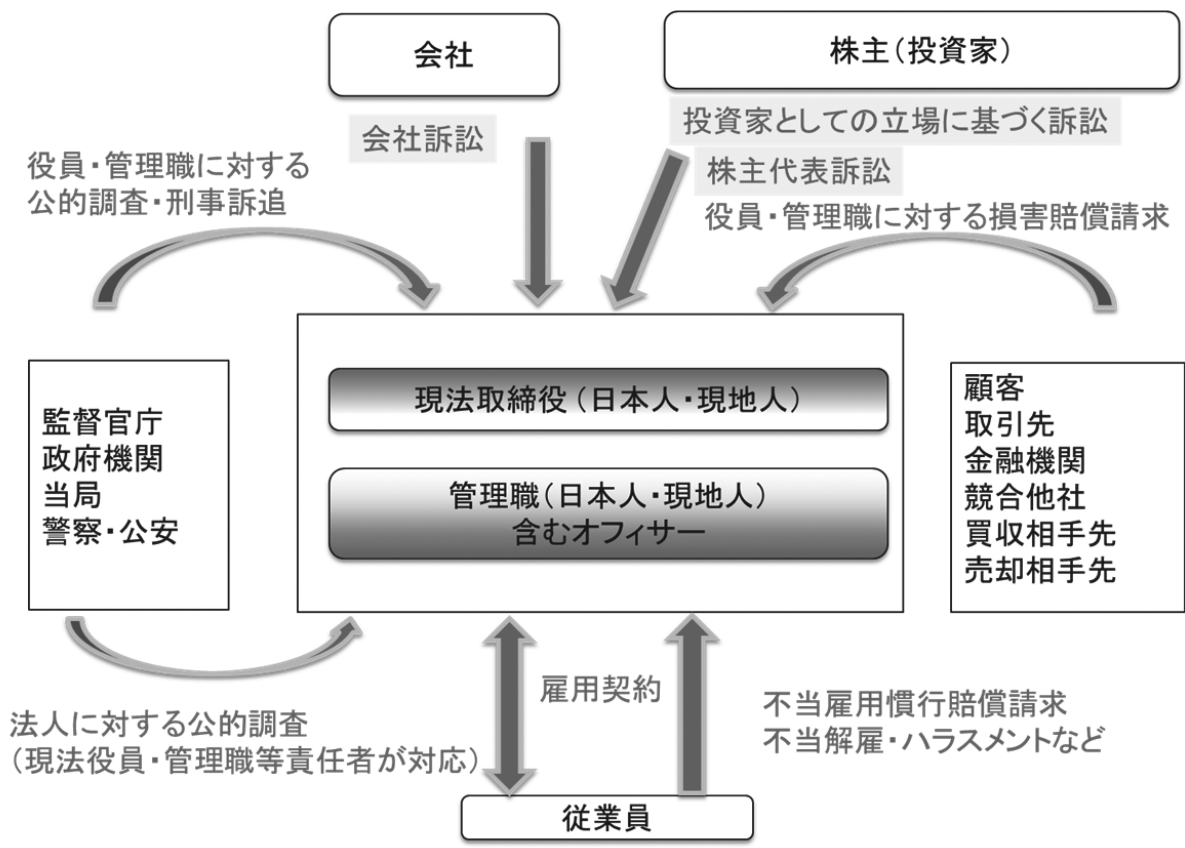 会社
株主(投資家)
会社訴訟
投資家としての立場に基づく訴訟
株主代表訴訟
役員・管理職に対する
公的調査・刑事訴追
役員・管理職に対する損害賠償請求
監督官庁
政府機関
当局
警察・公安
現法取締役(日本人・現地人)
管理職(日本人・現地人)
含むオフィサー
顧客
取引先
金融機関
競合他社
買収相手先
売却相手先
法人に対する公的調査
(現法役員・管理職等責任者が対応)
雇用契約
不当雇用慣行賠償請求
不当解雇・ハラスメントなど
従業員